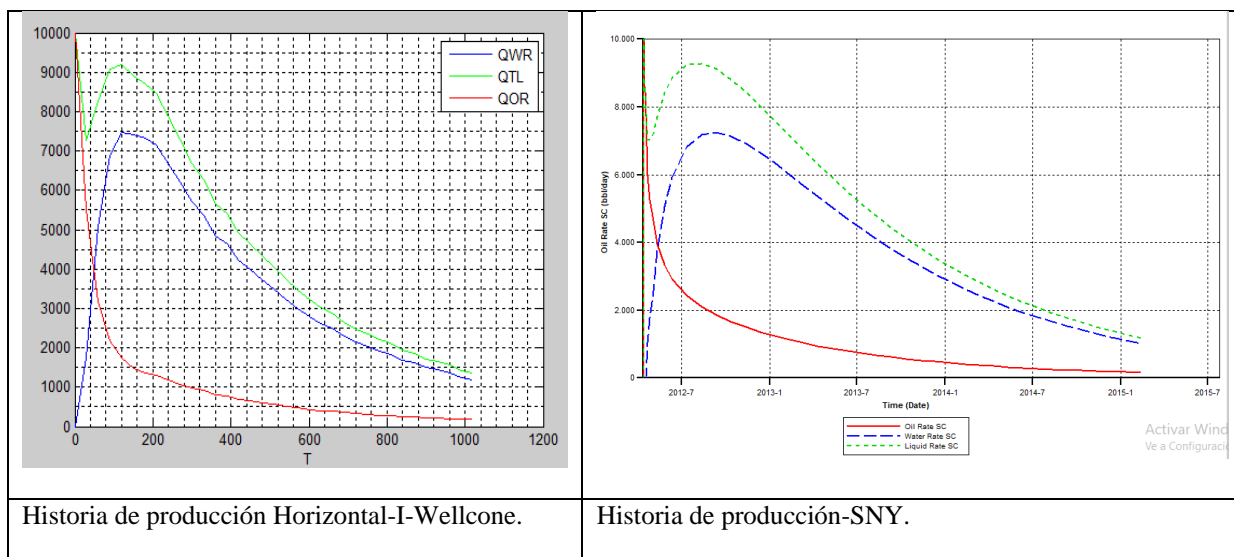 10000
9000
8000
7000
6000
5000
4000
3000
2000
1000
0
0 200 400 600 800 1000 1200
T
QWR
QTL
QOR
10.000
8.000
6.000
4.000
2.000
0
Oil Rate SC (bbl/day)
2012-7 2013-1 2013-7 2014-1 2014-7 2015-1 2015-7
Time (Date)
Oil Rate SC
Water Rate SC
Liquid Rate SC
Activar Wind
Ve a Configuració
Historia de producción Horizontal-I-Wellcone.
Historia de producción-SNY.